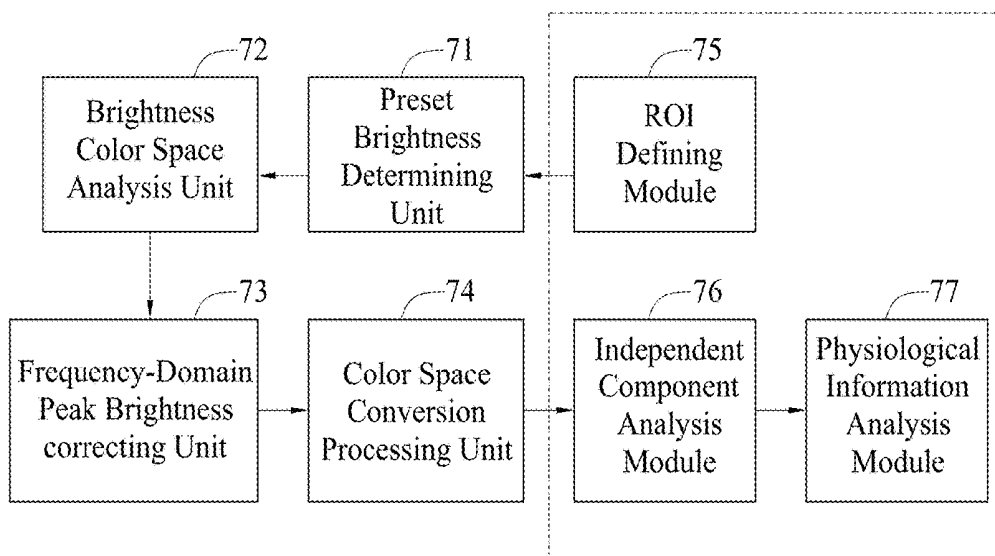 72
Brightness
Color Space
Analysis Unit
71
Preset
Brightness
Determining
Unit
75
ROI
Defining
Module
73
Frequency-Domain
Peak Brightness
correcting Unit
74
Color Space
Conversion
Processing Unit
76
Independent
Component
Analysis
Module
77
Physiological
Information
Analysis
Module